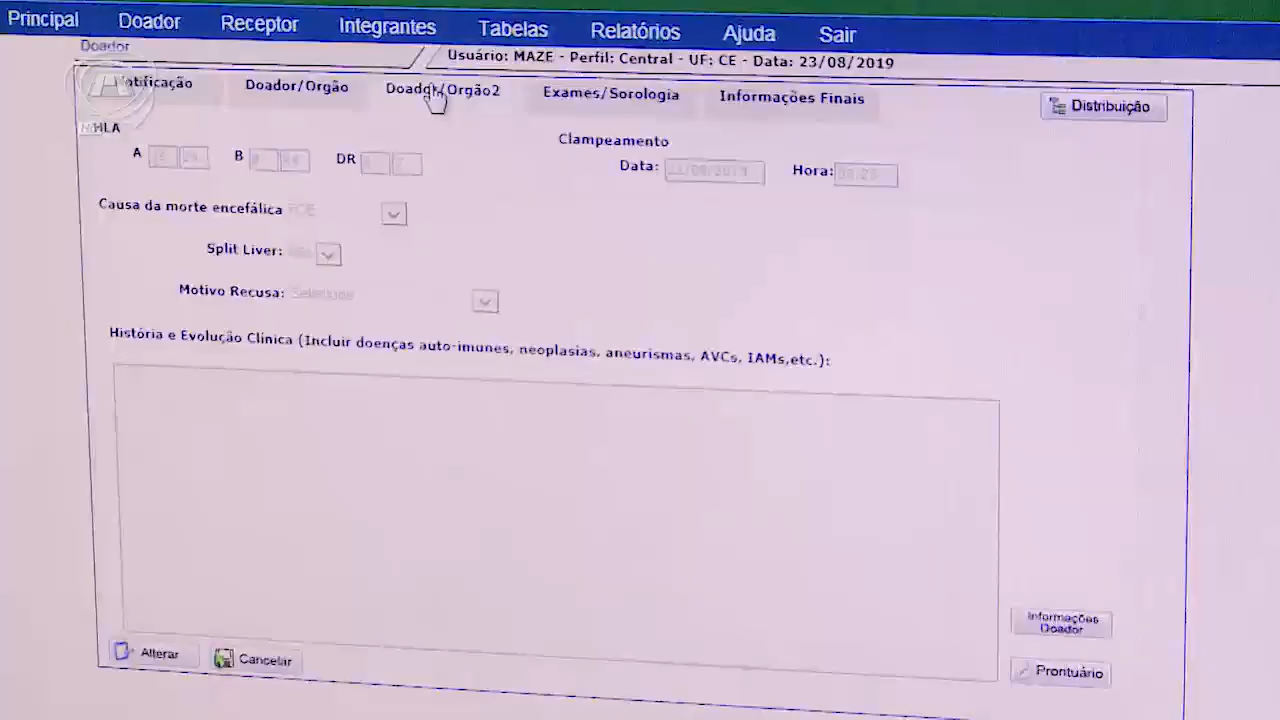 Principal Doador Receptor Integrantes Tabelas Relatórios Ajuda Sair
Doador
Usuário: MAZE - Perfil: Central - UF: CE - Data: 23/08/2019
Notificação Doador/Orgão Doador/Orgão2 Exames/Sorologia Informações Finais Distribuição
HLA
Clampeamento
A B DR Data: Hora:
Causa da morte encefálica
Split Liver:
Motivo Recusa: Selecione
História e Evolução Clínica (Incluir doenças auto-imunes, neoplasias, aneurismas, AVCs, IAMs,etc.):
Informações
Doador
Alterar Cancelar Prontuário